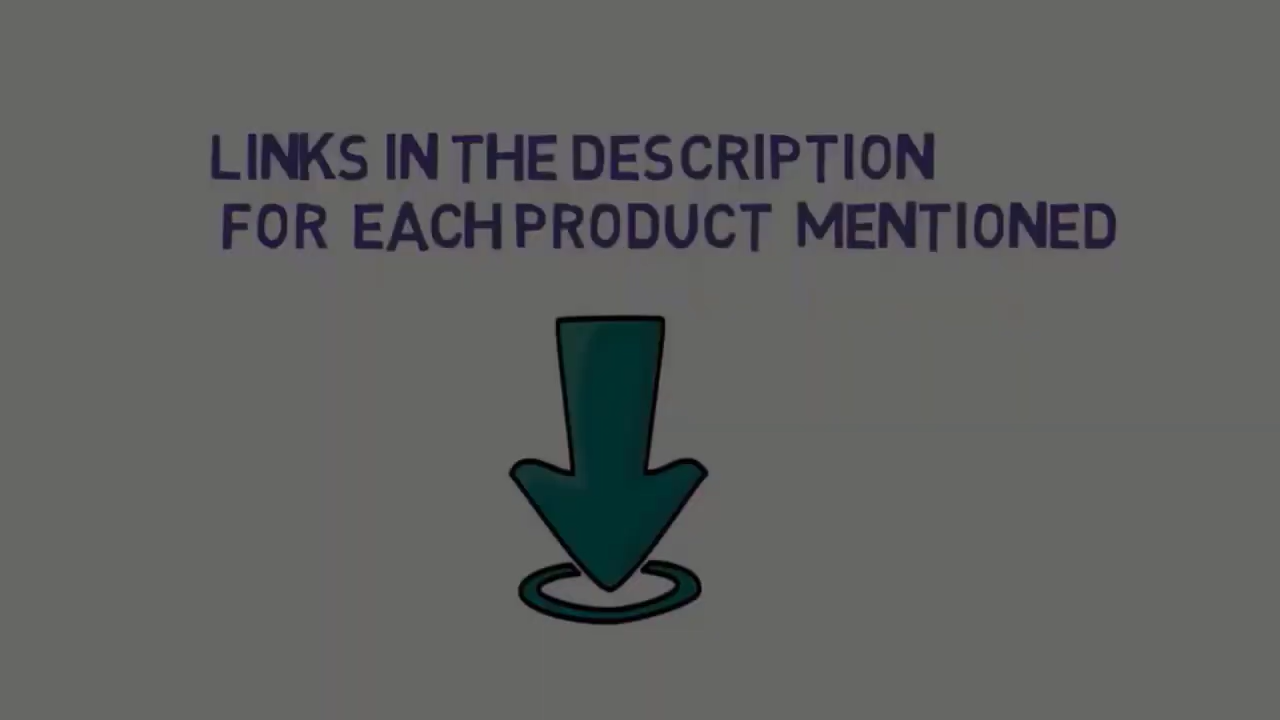 LINKS IN THE DESCRIPTION
FOR EACH PRODUCT MENTIONED